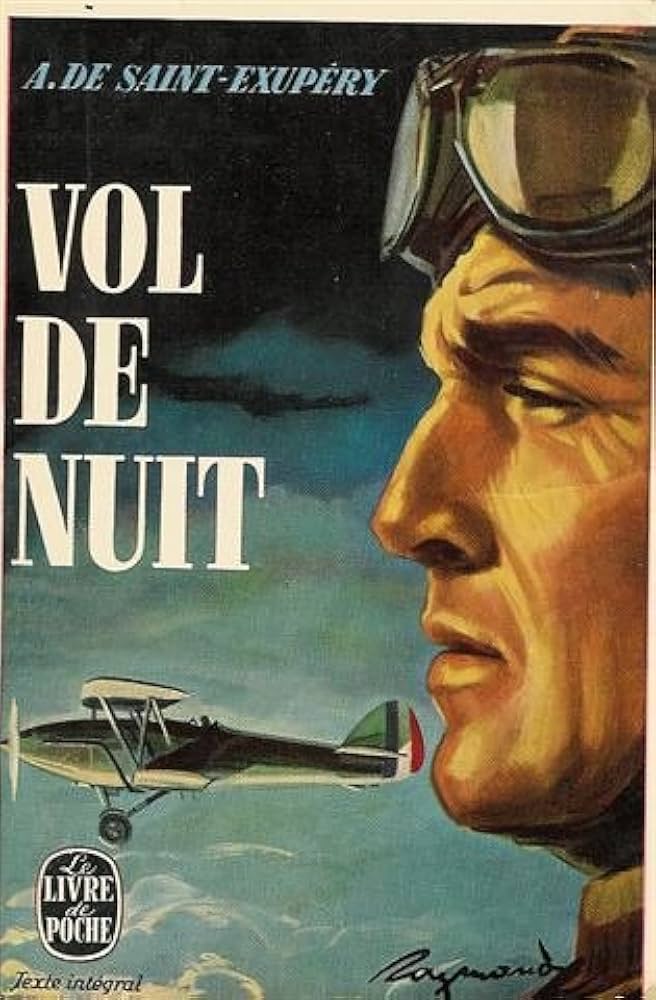 A. DE SAINT-EXUPÉRY
VOL
DE
NUIT
Le
LIVRE
de
POCHE
Texte intégral
Raymond